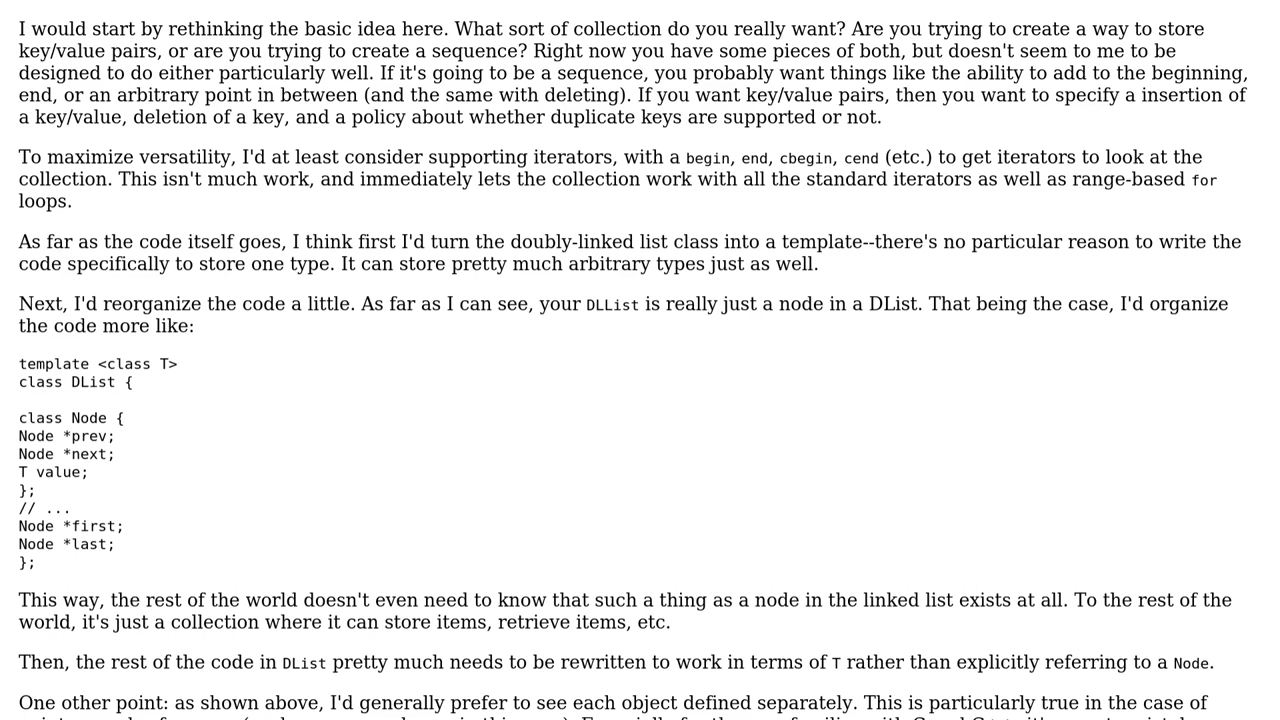 I would start by rethinking the basic idea here. What sort of collection do you really want? Are you trying to create a way to store
key/value pairs, or are you trying to create a sequence? Right now you have some pieces of both, but doesn't seem to me to be
designed to do either particularly well. If it's going to be a sequence, you probably want things like the ability to add to the beginning,
end, or an arbitrary point in between (and the same with deleting). If you want key/value pairs, then you want to specify a insertion of
a key/value, deletion of a key, and a policy about whether duplicate keys are supported or not.
To maximize versatility, I'd at least consider supporting iterators, with a begin, end, cbegin, cend (etc.) to get iterators to look at the
collection. This isn't much work, and immediately lets the collection work with all the standard iterators as well as range-based for
loops.
As far as the code itself goes, I think first I'd turn the doubly-linked list class into a template--there's no particular reason to write the
code specifically to store one type. It can store pretty much arbitrary types just as well.
Next, I'd reorganize the code a little. As far as I can see, your DLList is really just a node in a DList. That being the case, I'd organize
the code more like:
template <class T>
class DList {
class Node {
Node *prev;
Node *next;
T value;
};
// ...
Node *first;
Node *last;
};
This way, the rest of the world doesn't even need to know that such a thing as a node in the linked list exists at all. To the rest of the
world, it's just a collection where it can store items, retrieve items, etc.
Then, the rest of the code in DList pretty much needs to be rewritten to work in terms of T rather than explicitly referring to a Node.
One other point: as shown above, I'd generally prefer to see each object defined separately. This is particularly true in the case of